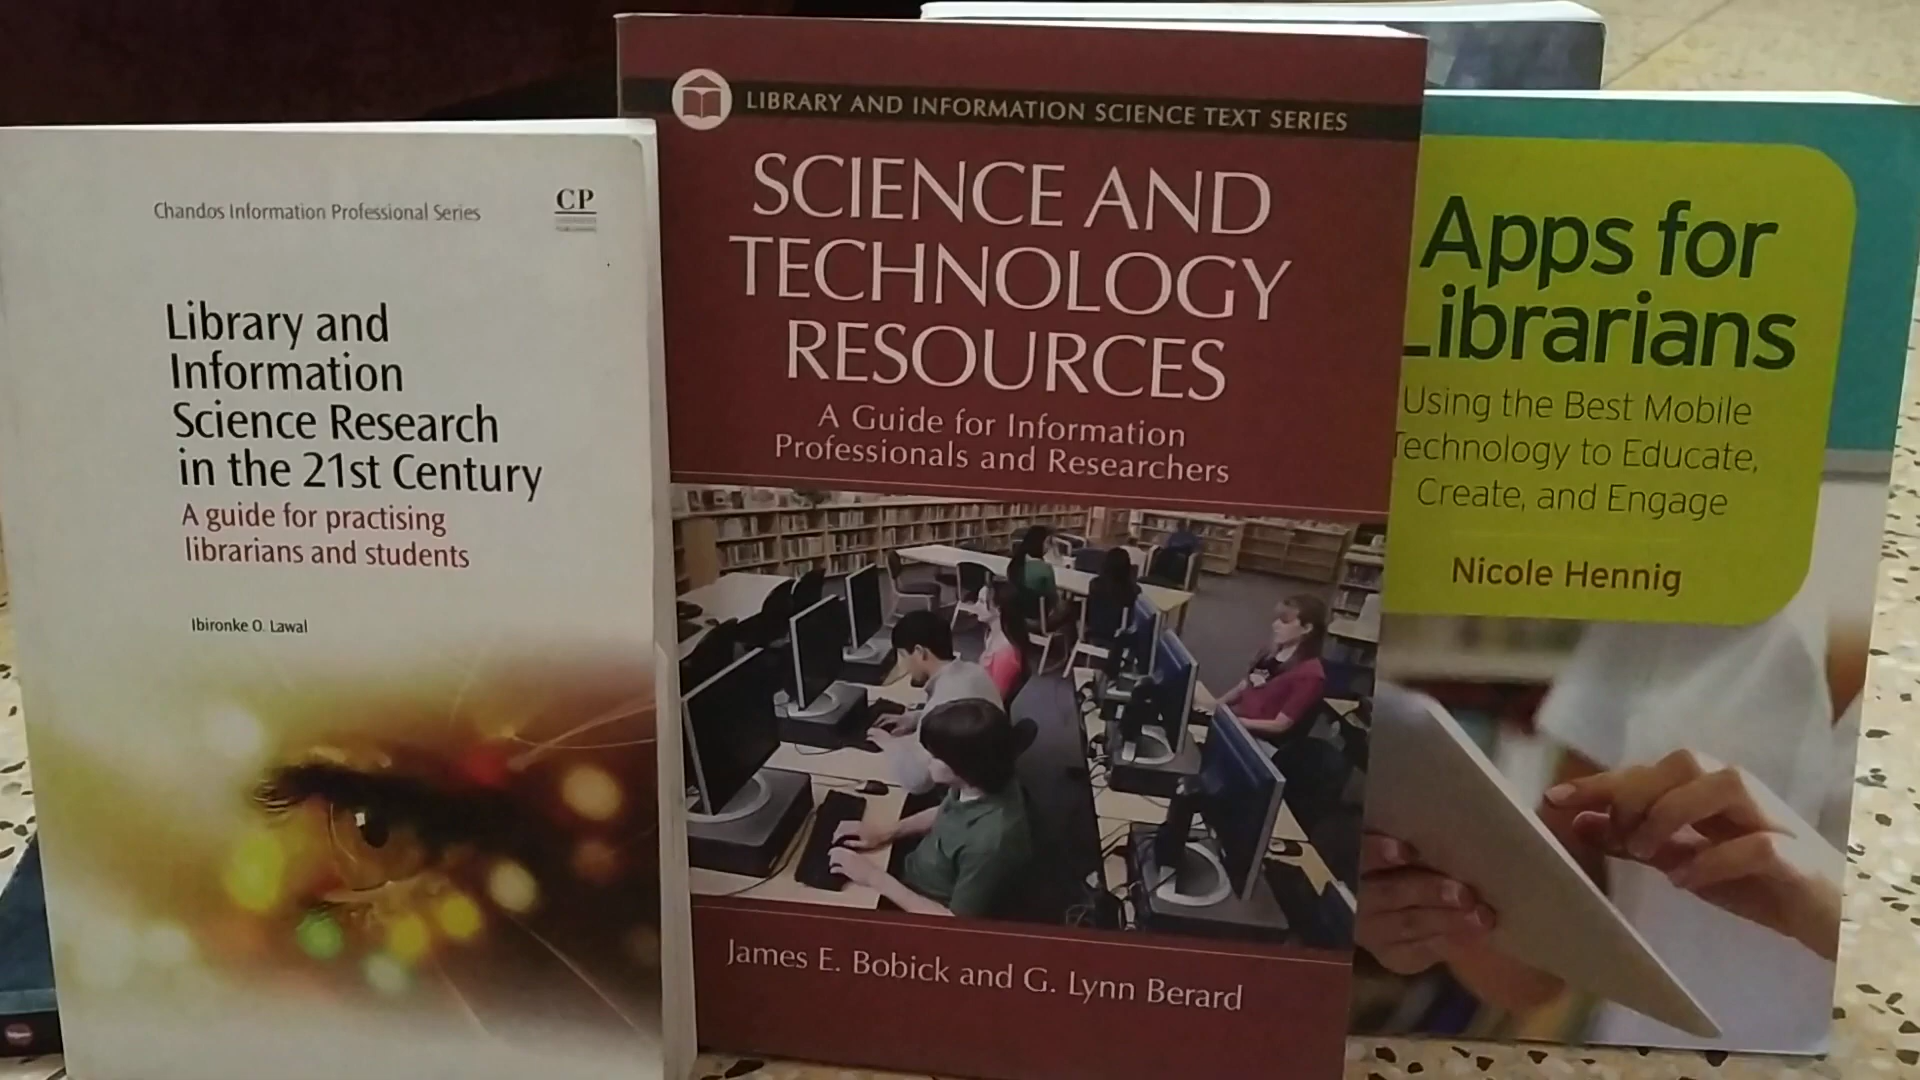 Chandos Information Professional Series
CP
Library and
Information
Science Research
in the 21st Century
A guide for practising
librarians and students
Ibironke O. Lawal
LIBRARY AND INFORMATION SCIENCE TEXT SERIES
SCIENCE AND
TECHNOLOGY
RESOURCES
A Guide for Information
Professionals and Researchers
James E. Bobick and G. Lynn Berard
Apps for
Librarians
Using the Best Mobile
Technology to Educate,
Create, and Engage
Nicole Hennig